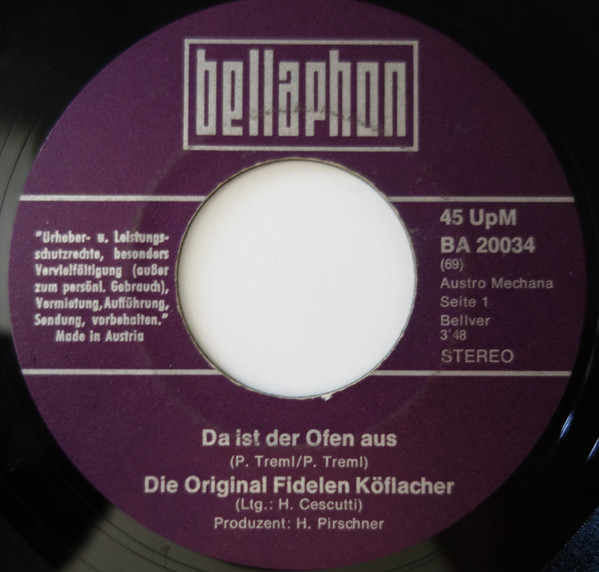 bellaphon
"Urheber- u. Leistungs-
schutzrechte, besonders
Vervielfältigung (außer
zum persönl. Gebrauch),
Vermietung, Aufführung,
Sendung, vorbehalten."
Made in Austria
45 UpM
BA 20034
(69)
Austro Mechana
Seite 1
Bellver
3'48
STEREO
Da ist der Ofen aus
(P. Treml/P. Treml)
Die Original Fidelen Köflacher
(Ltg.: H. Cescutti)
Produzent: H. Pirschner